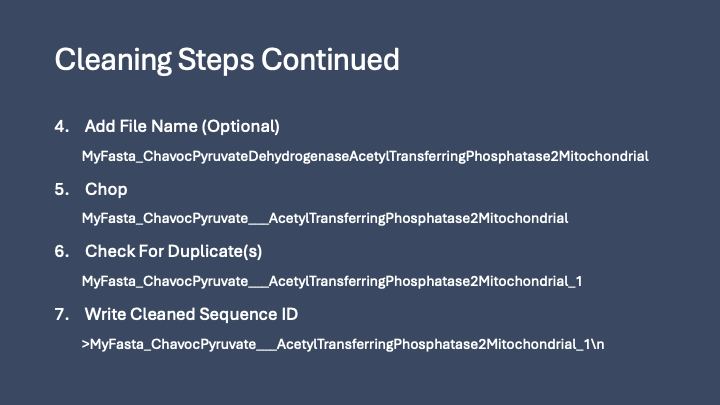 Cleaning Steps Continued
4. Add File Name (Optional)
MyFasta_ChavocPyruvateDehydrogenaseAcetylTransferringPhosphatase2Mitochondrial
5. Chop
MyFasta_ChavocPyruvate___AcetylTransferringPhosphatase2Mitochondrial
6. Check For Duplicate(s)
MyFasta_ChavocPyruvate___AcetylTransferringPhosphatase2Mitochondrial_1
7. Write Cleaned Sequence ID
>MyFasta_ChavocPyruvate___AcetylTransferringPhosphatase2Mitochondrial_1\n